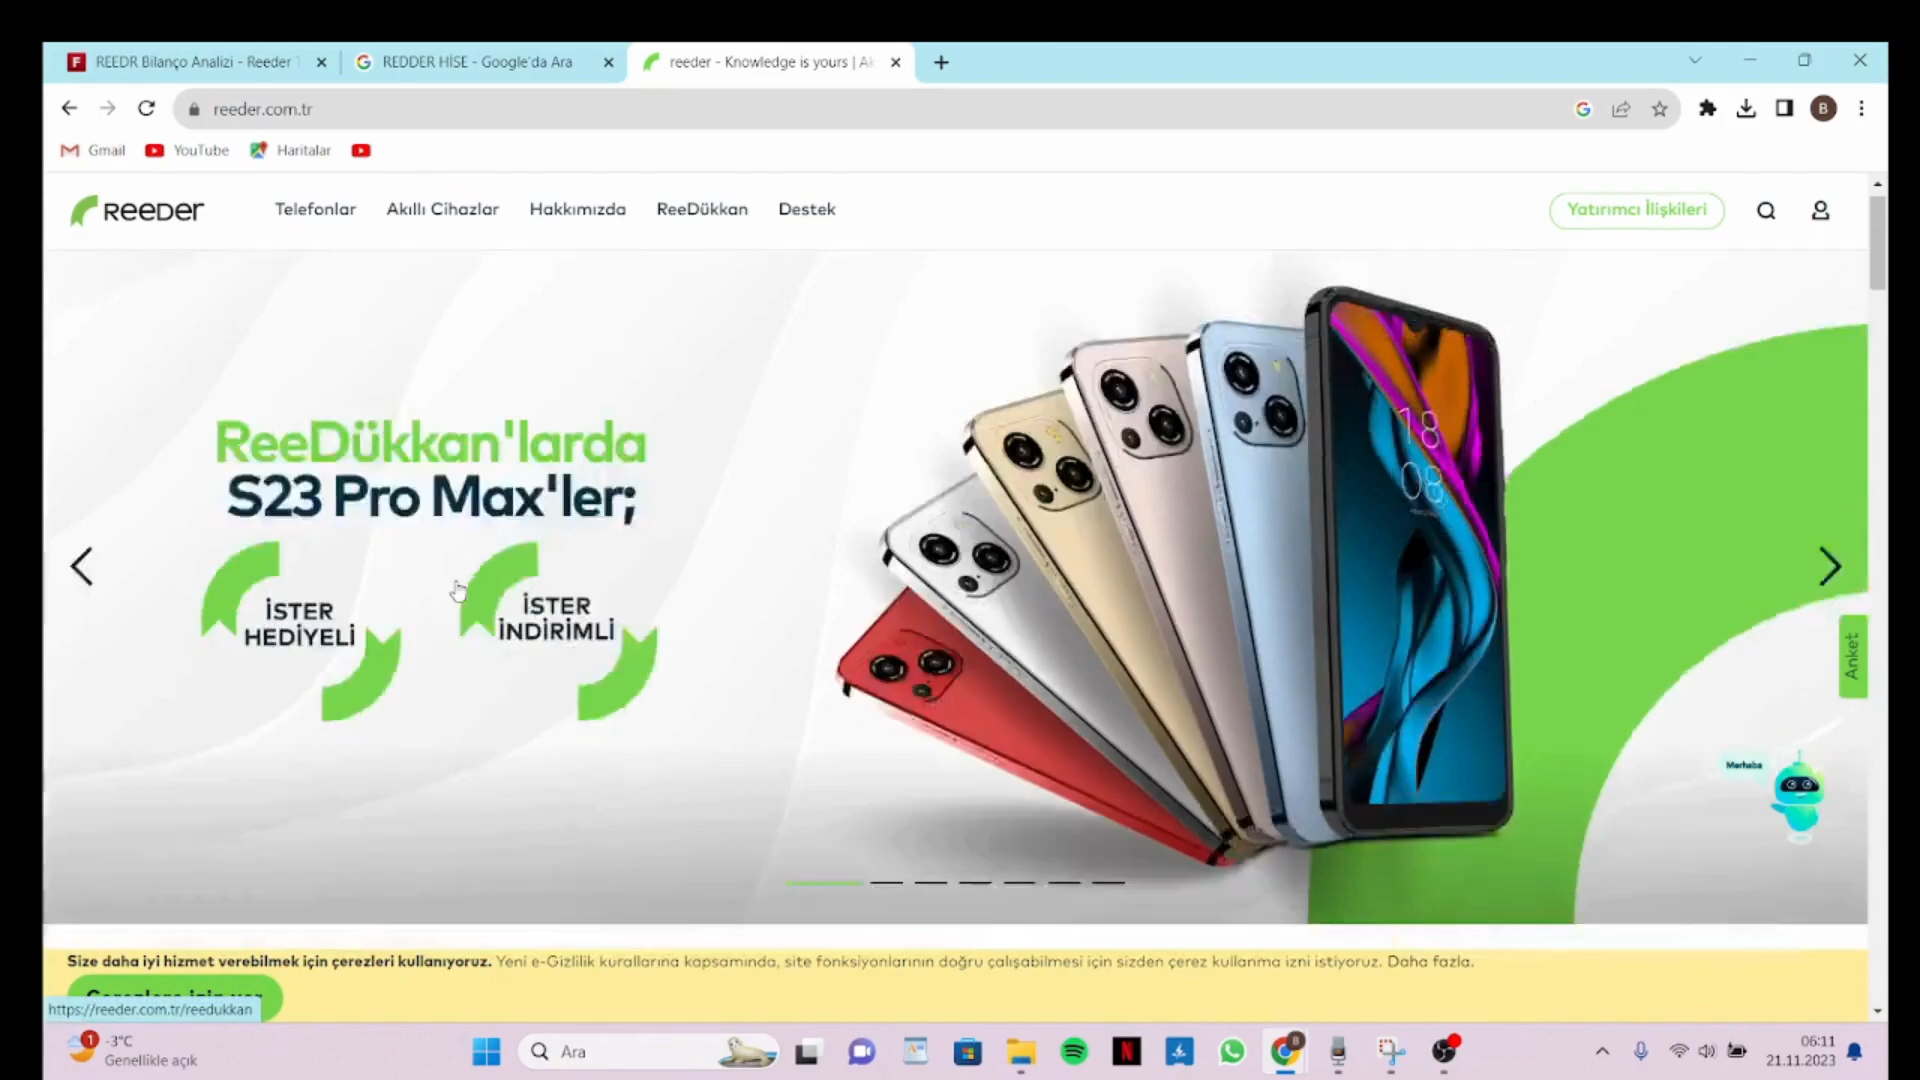 REEDR Bilanço Analizi - Reeder
REDDER HİSE - Google'da Ara
reeder - Knowledge is yours | Ak
reeder.com.tr
B
Gmail
YouTube
Haritalar
REEDER
Telefonlar
Akıllı Cihazlar
Hakkımızda
ReeDükkan
Destek
Yatırımcı İlişkileri
ReeDükkan'larda
S23 Pro Max'ler;
İSTER
HEDİYELİ
İSTER
İNDİRİMLİ
18
08
Anket
Merhaba
Size daha iyi hizmet verebilmek için çerezleri kullanıyoruz. Yeni e-Gizlilik kurallarına kapsamında, site fonksiyonlarının doğru çalışabilmesi için sizden çerez kullanma izni istiyoruz. Daha fazla.
https://reeder.com.tr/reedukkan
1
-3°C
Genellikle açık
Ara
06:11
21.11.2023